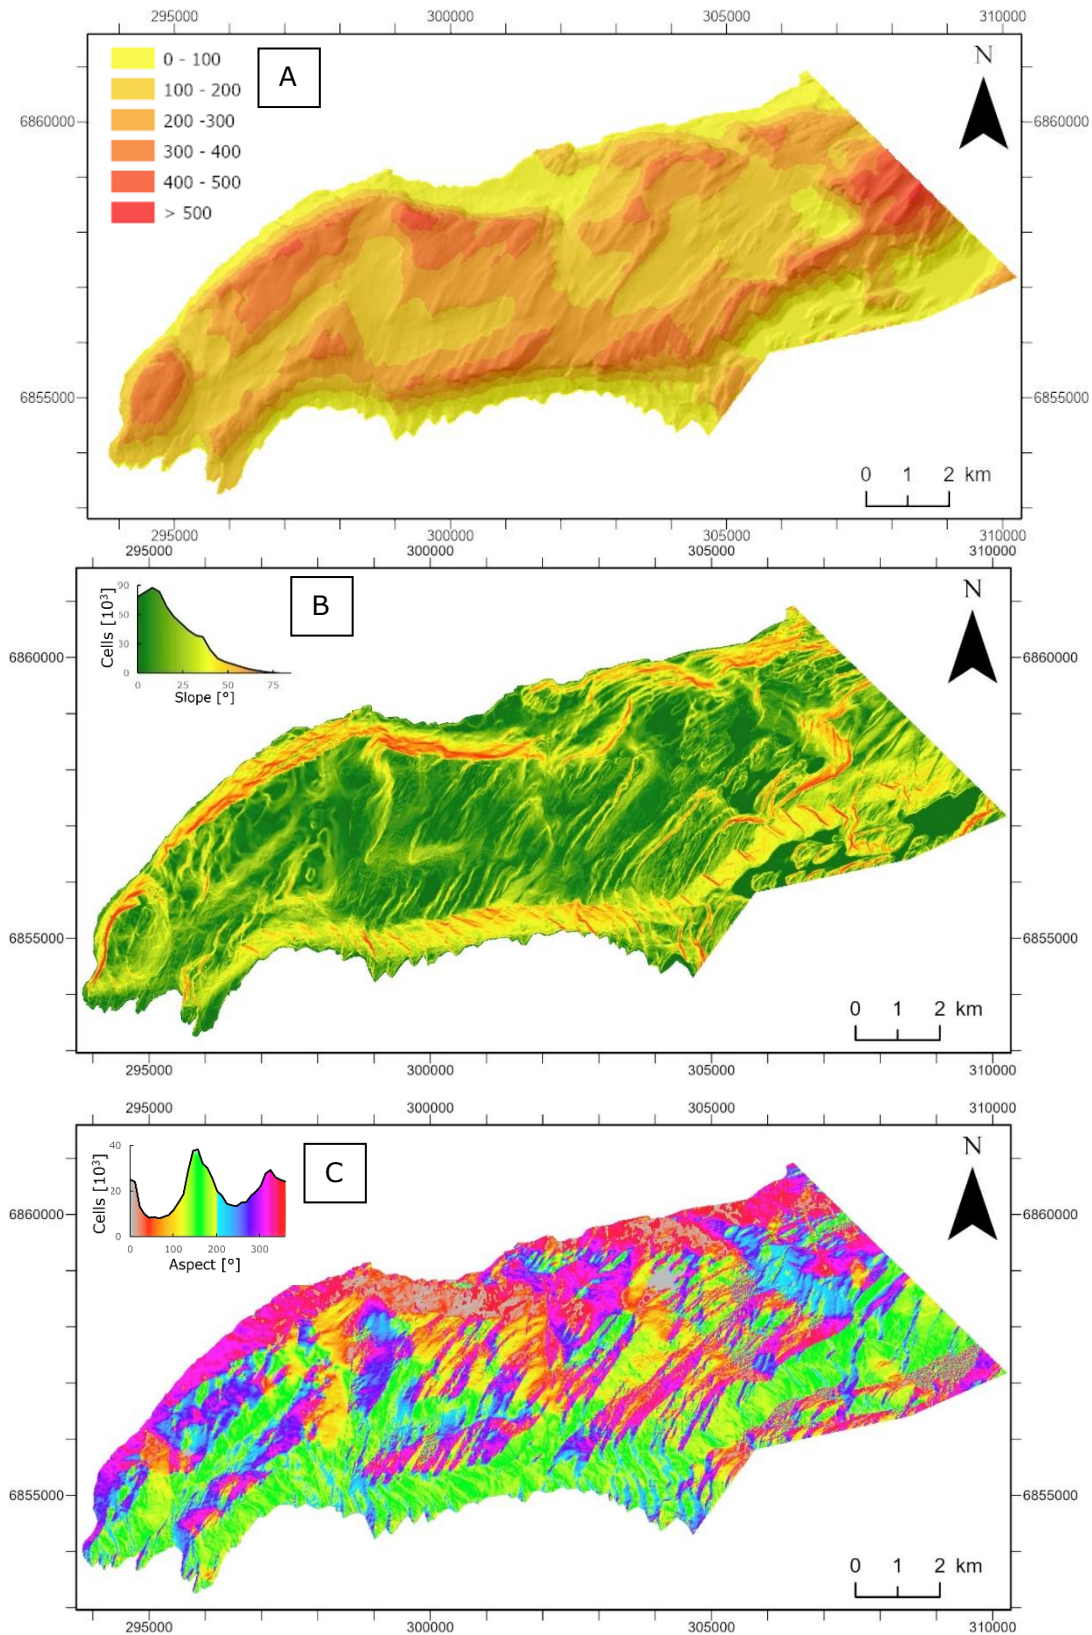 295000 300000 305000 310000
0 - 100
100 - 200
200 -300
300 - 400
400 - 500
> 500
A
N
6860000 6860000
6855000 6855000
0 1 2 km
295000 300000 305000 310000
295000 300000 305000 310000
Cells [10³]
90
50
30
0
0 25 50 75
Slope [°]
B
N
6860000 6860000
6855000 6855000
0 1 2 km
295000 300000 305000 310000
295000 300000 305000 310000
Cells [10³]
40
20
0
0 100 200 300
Aspect [°]
C
N
6860000 6860000
6855000 6855000
0 1 2 km
295000 300000 305000 310000